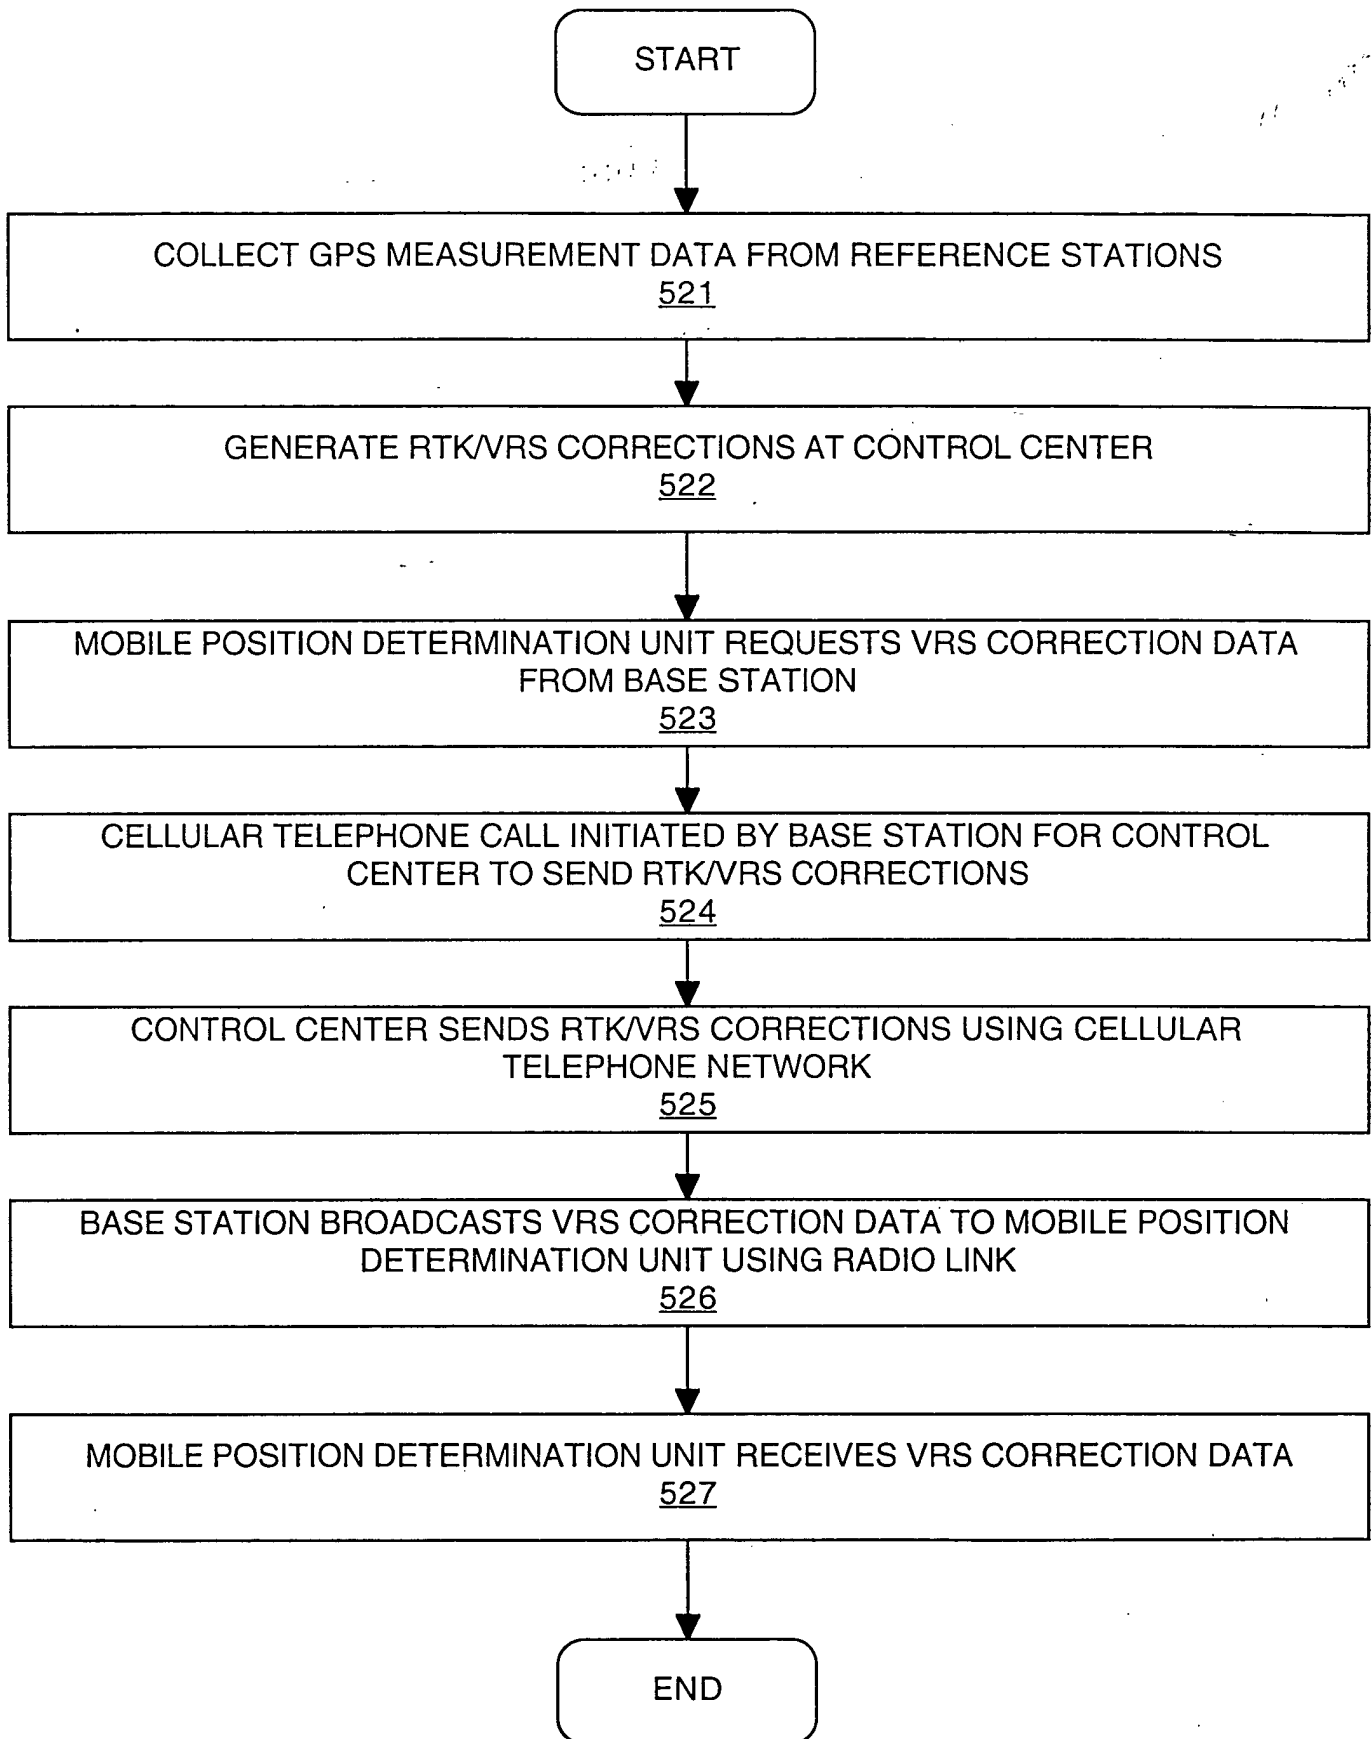 START
COLLECT GPS MEASUREMENT DATA FROM REFERENCE STATIONS
521
GENERATE RTK/VRS CORRECTIONS AT CONTROL CENTER
522
MOBILE POSITION DETERMINATION UNIT REQUESTS VRS CORRECTION DATA
FROM BASE STATION
523
CELLULAR TELEPHONE CALL INITIATED BY BASE STATION FOR CONTROL
CENTER TO SEND RTK/VRS CORRECTIONS
524
CONTROL CENTER SENDS RTK/VRS CORRECTIONS USING CELLULAR
TELEPHONE NETWORK
525
BASE STATION BROADCASTS VRS CORRECTION DATA TO MOBILE POSITION
DETERMINATION UNIT USING RADIO LINK
526
MOBILE POSITION DETERMINATION UNIT RECEIVES VRS CORRECTION DATA
527
END